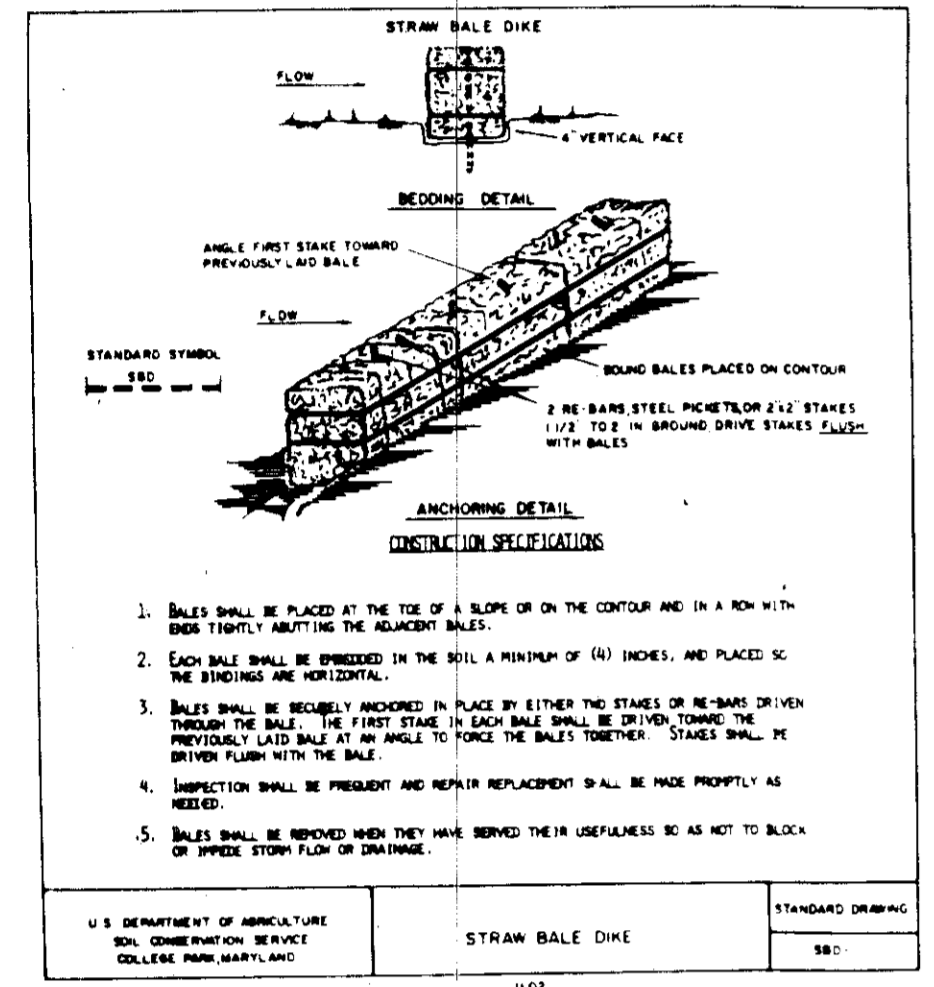 STRAW BALE DIKE
FLOW
4" VERTICAL FACE
BEDDING DETAIL
ANGLE FIRST STAKE TOWARD
PREVIOUSLY LAID BALE
FLOW
STANDARD SYMBOL
SBD
BOUND BALES PLACED ON CONTOUR
2 RE-BARS, STEEL PICKETS, OR 2"x2" STAKES
1 1/2' TO 2' IN GROUND, DRIVE STAKES FLUSH
WITH BALES
ANCHORING DETAIL
CONSTRUCTION SPECIFICATIONS
1. BALES SHALL BE PLACED AT THE TOE OF A SLOPE OR ON THE CONTOUR AND IN A ROW WITH
ENDS TIGHTLY ABUTTING THE ADJACENT BALES.
2. EACH BALE SHALL BE EMBEDDED IN THE SOIL A MINIMUM OF (4) INCHES, AND PLACED SO
THE BINDINGS ARE HORIZONTAL.
3. BALES SHALL BE SECURELY ANCHORED IN PLACE BY EITHER TWO STAKES OR RE-BARS DRIVEN
THROUGH THE BALE. THE FIRST STAKE IN EACH BALE SHALL BE DRIVEN TOWARD THE
PREVIOUSLY LAID BALE AT AN ANGLE TO FORCE THE BALES TOGETHER. STAKES SHALL BE
DRIVEN FLUSH WITH THE BALE.
4. INSPECTION SHALL BE FREQUENT AND REPAIR REPLACEMENT SHALL BE MADE PROMPTLY AS
NEEDED.
5. BALES SHALL BE REMOVED WHEN THEY HAVE SERVED THEIR USEFULNESS SO AS NOT TO BLOCK
OR IMPEDE STORM FLOW OR DRAINAGE.
U S DEPARTMENT OF AGRICULTURE
SOIL CONSERVATION SERVICE
COLLEGE PARK, MARYLAND
STRAW BALE DIKE
STANDARD DRAWING
SBD